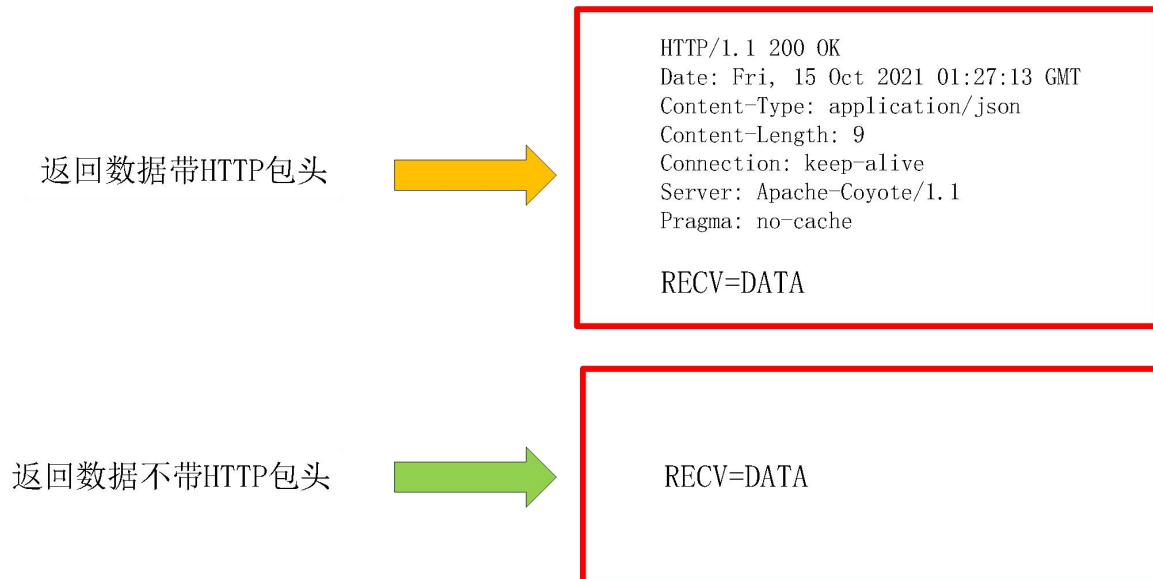 HTTP/1.1 200 OK
Date: Fri, 15 Oct 2021 01:27:13 GMT
Content-Type: application/json
Content-Length: 9
Connection: keep-alive
Server: Apache-Coyote/1.1
Pragma: no-cache
返回数据带HTTP包头
RECV=DATA
返回数据不带HTTP包头
RECV=DATA